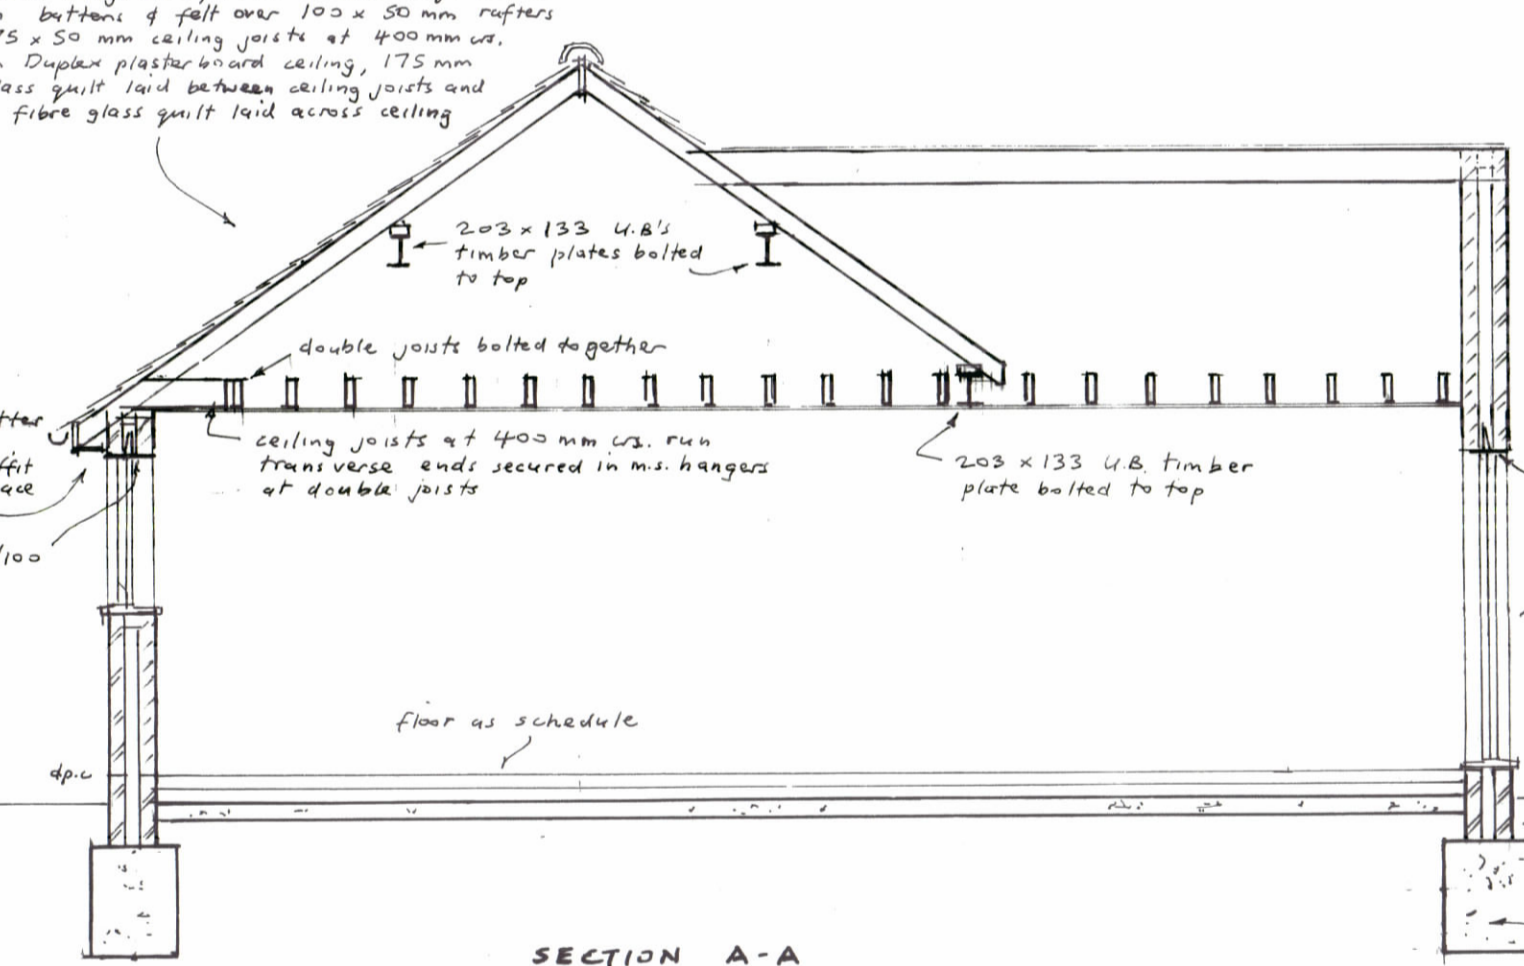 battens & felt over 100 x 50 mm rafters
75 x 50 mm ceiling joists at 400 mm crs.
Duplex plasterboard ceiling, 175 mm
quilt laid between ceiling joists and
fibre glass quilt laid across ceiling
203 x 133 U.B's
timber plates bolted
to top
double joists bolted together
ceiling joists at 400 mm crs. run
transverse ends secured in m.s. hangers
at double joists
203 x 133 U.B. timber
plate bolted to top
/100
floor as schedule
d.p.c
SECTION A-A